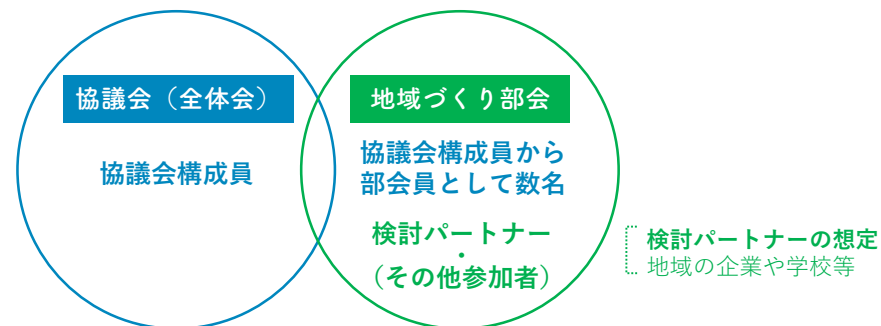 協議会（全体会）
協議会構成員
地域づくり部会
協議会構成員から
部会員として数名
検討パートナー
・
（その他参加者）
検討パートナーの想定
地域の企業や学校等